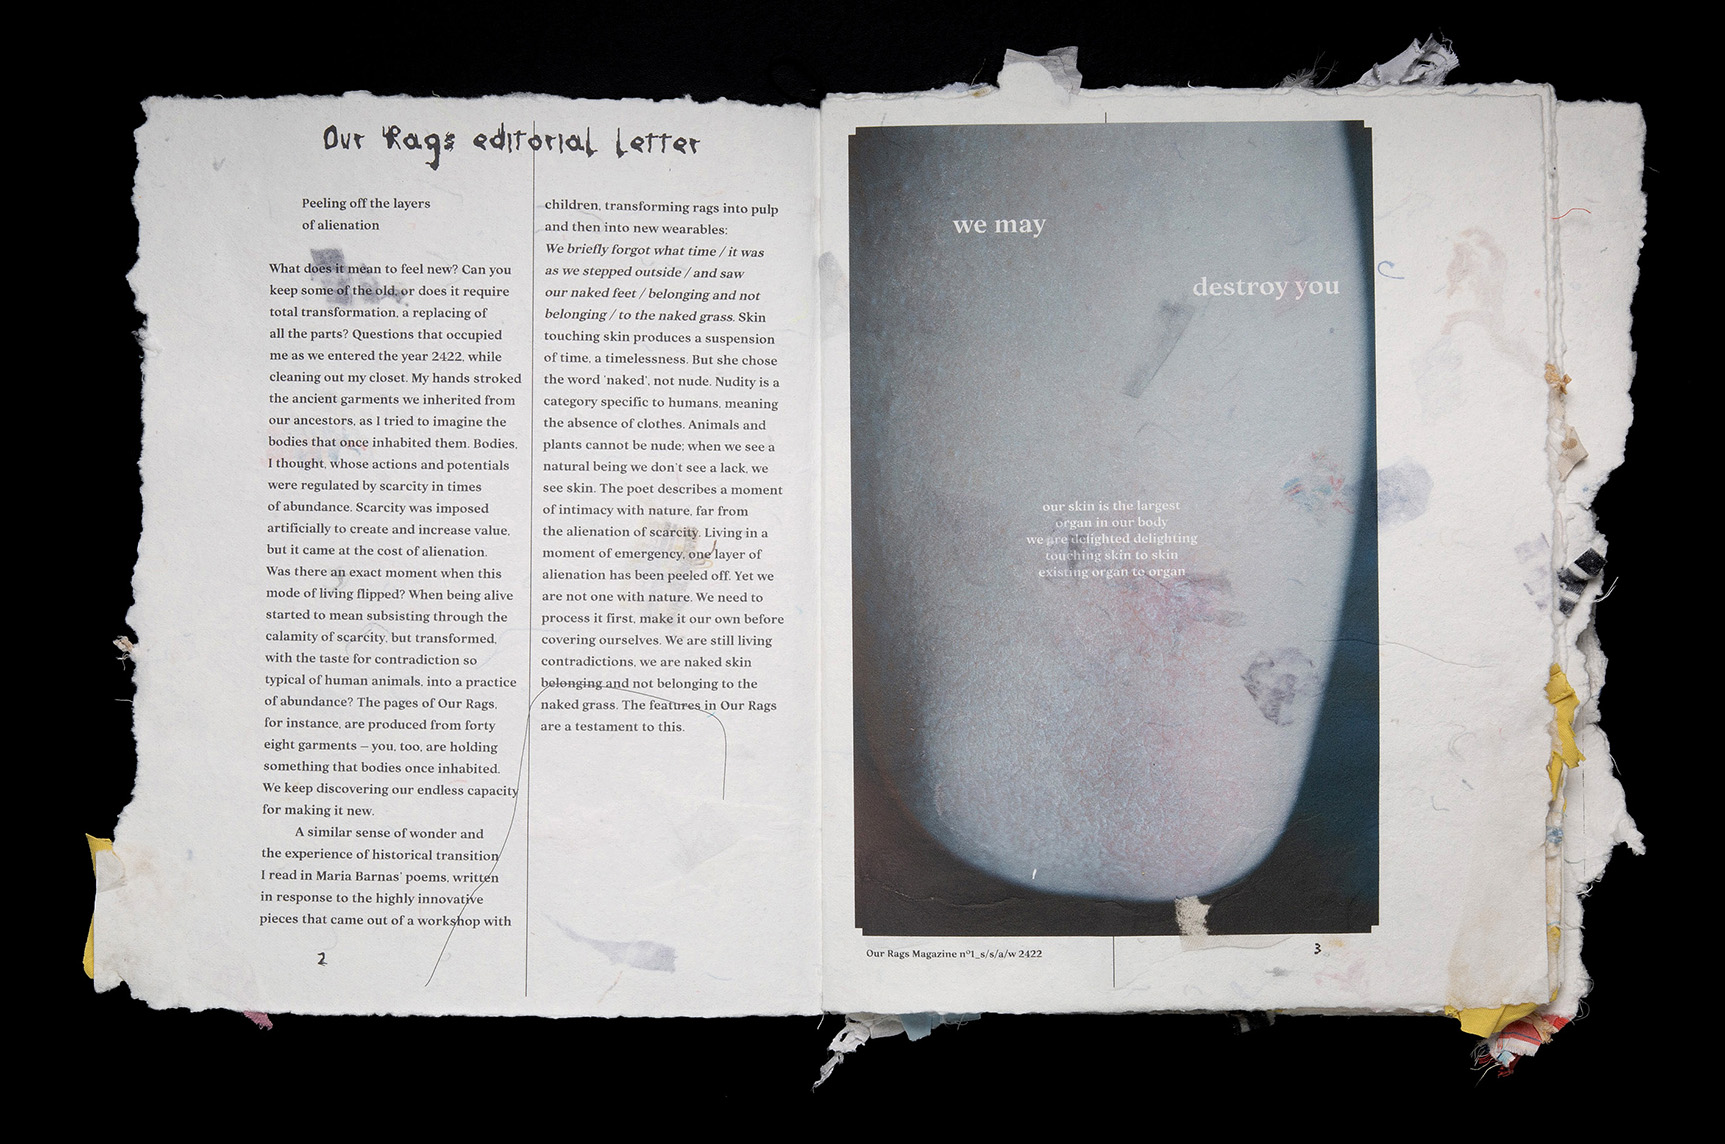 Our Rags editorial letter
Peeling off the layers
of alienation
What does it mean to feel new? Can you
keep some of the old, or does it require
total transformation, a replacing of
all the parts? Questions that occupied
me as we entered the year 2422, while
cleaning out my closet. My hands stroked
the ancient garments we inherited from
our ancestors, as I tried to imagine the
bodies that once inhabited them. Bodies,
I thought, whose actions and potentials
were regulated by scarcity in times
of abundance. Scarcity was imposed
artificially to create and increase value,
but it came at the cost of alienation.
Was there an exact moment when this
mode of living flipped? When being alive
started to mean subsisting through the
calamity of scarcity, but transformed,
with the taste for contradiction so
typical of human animals, into a practice
of abundance? The pages of Our Rags,
for instance, are produced from forty
eight garments – you, too, are holding
something that bodies once inhabited.
We keep discovering our endless capacity
for making it new.
A similar sense of wonder and
the experience of historical transition
I read in Maria Barnas' poems, written
in response to the highly innovative
pieces that came out of a workshop with
2
children, transforming rags into pulp
and then into new wearables:
We briefly forgot what time / it was
as we stepped outside / and saw
our naked feet / belonging and not
belonging / to the naked grass. Skin
touching skin produces a suspension
of time, a timelessness. But she chose
the word 'naked', not nude. Nudity is a
category specific to humans, meaning
the absence of clothes. Animals and
plants cannot be nude; when we see a
natural being we don't see a lack, we
see skin. The poet describes a moment
of intimacy with nature, far from
the alienation of scarcity. Living in a
moment of emergency, one layer of
alienation has been peeled off. Yet we
are not one with nature. We need to
process it first, make it our own before
covering ourselves. We are still living
contradictions, we are naked skin
belonging and not belonging to the
naked grass. The features in Our Rags
are a testament to this.
we may
destroy you
our skin is the largest
organ in our body
we are delighted delighting
touching skin to skin
existing organ to organ
Our Rags Magazine nº1_s/s/a/w 2422
3